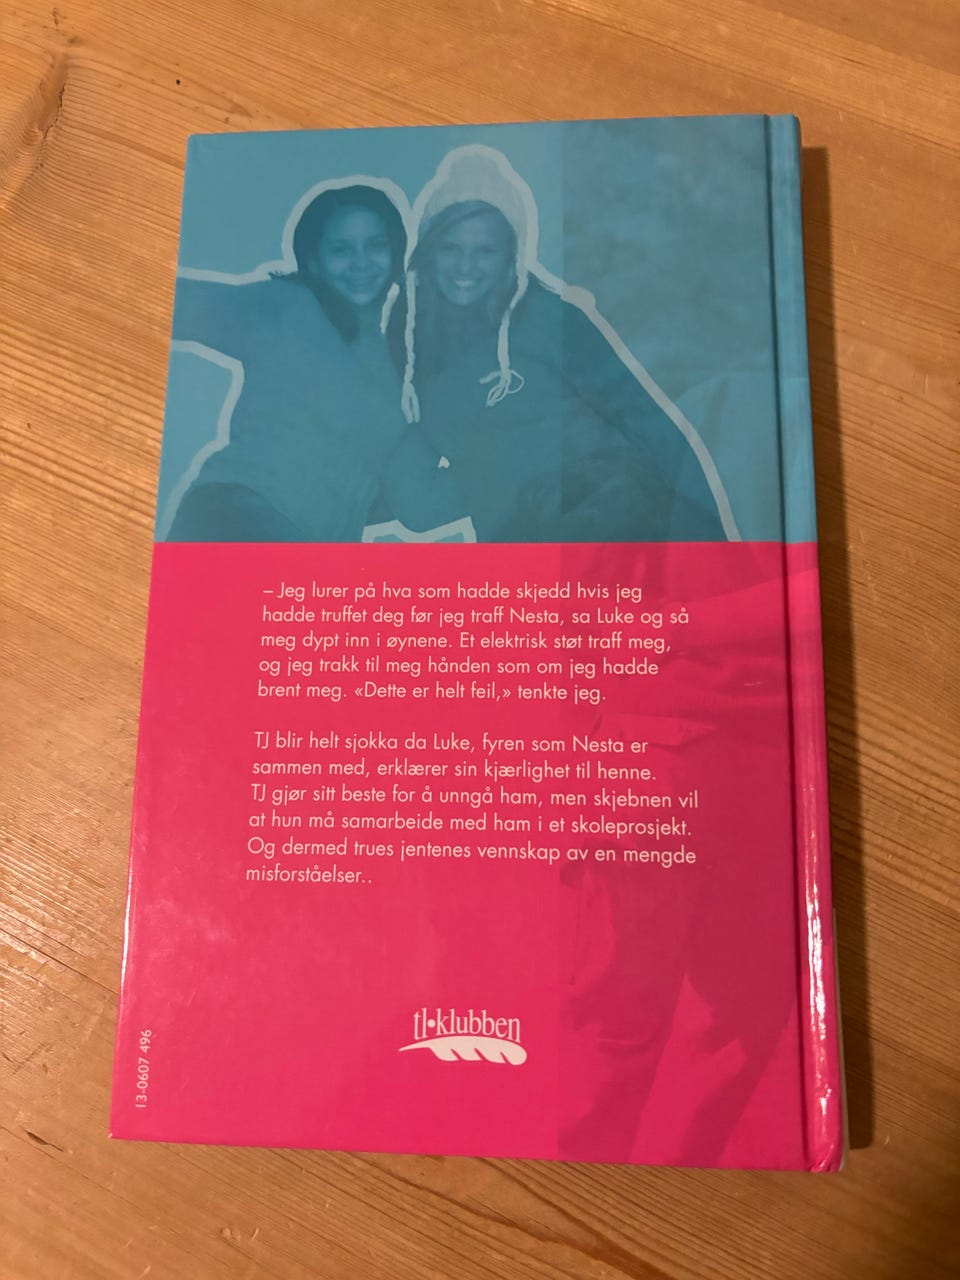 – Jeg lurer på hva som hadde skjedd hvis jeg
hadde truffet deg før jeg traff Nesta, sa Luke og så
meg dypt inn i øynene. Et elektrisk støt traff meg,
og jeg trakk til meg hånden som om jeg hadde
brent meg. «Dette er helt feil,» tenkte jeg.
TJ blir helt sjokka da Luke, fyren som Nesta er
sammen med, erklærer sin kjærlighet til henne.
TJ gjør sitt beste for å unngå ham, men skjebnen vil
at hun må samarbeide med ham i et skoleprosjekt.
Og dermed trues jentenes vennskap av en mengde
misforståelser..
tl•klubben
13-0607 496